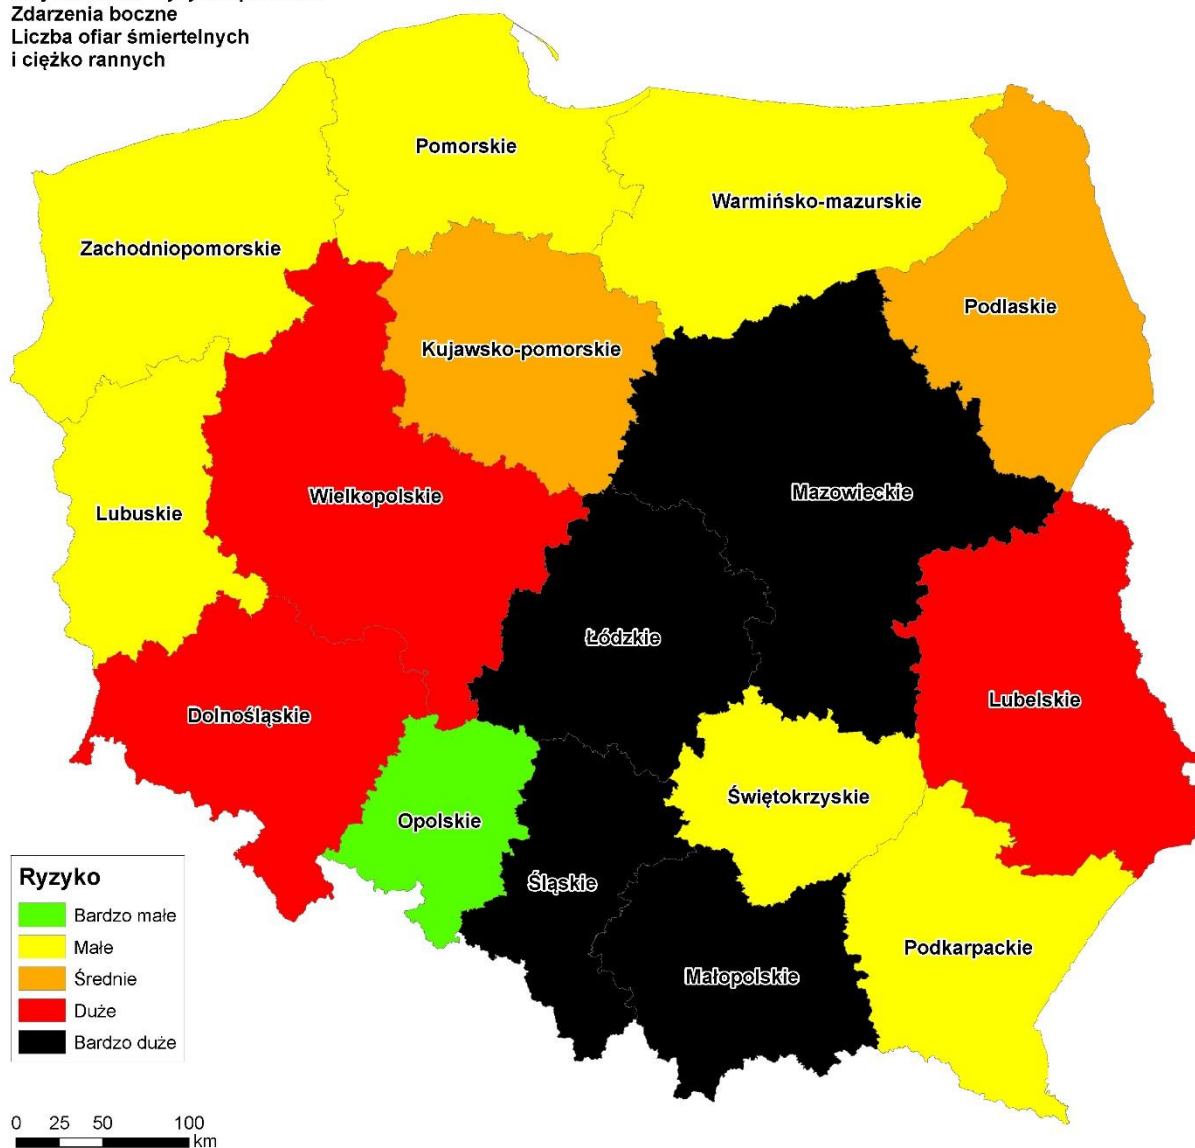 Zdarzenia boczne
Liczba ofiar śmiertelnych
i ciężko rannych
Pomorskie
Warmińsko-mazurskie
Zachodniopomorskie
Podlaskie
Kujawsko-pomorskie
Mazowieckie
Wielkopolskie
Lubuskie
Łódzkie
Lubelskie
Dolnośląskie
Świętokrzyskie
Opolskie
Śląskie
Podkarpackie
Małopolskie
Ryzyko
Bardzo małe
Małe
Średnie
Duże
Bardzo duże
0 25 50 100
km